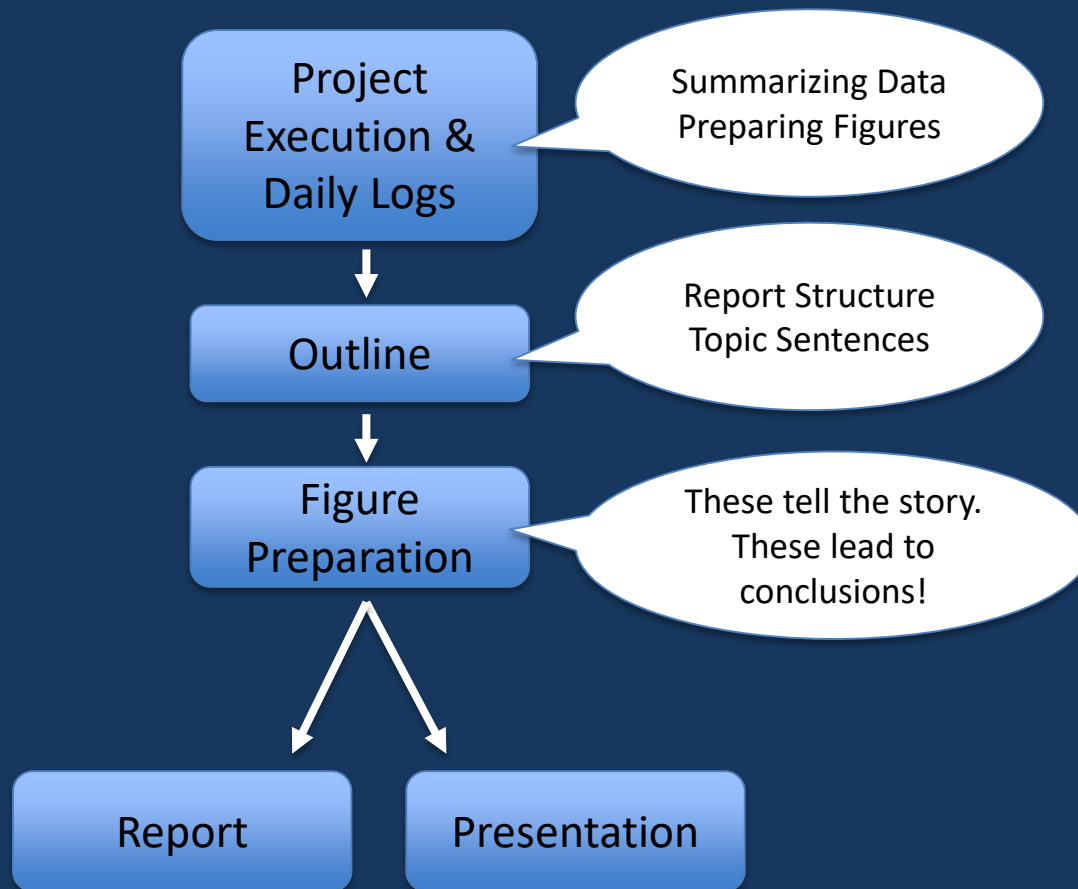 Project
Execution &
Daily Logs
Summarizing Data
Preparing Figures
Outline
Report Structure
Topic Sentences
Figure
Preparation
These tell the story.
These lead to
conclusions!
Report
Presentation